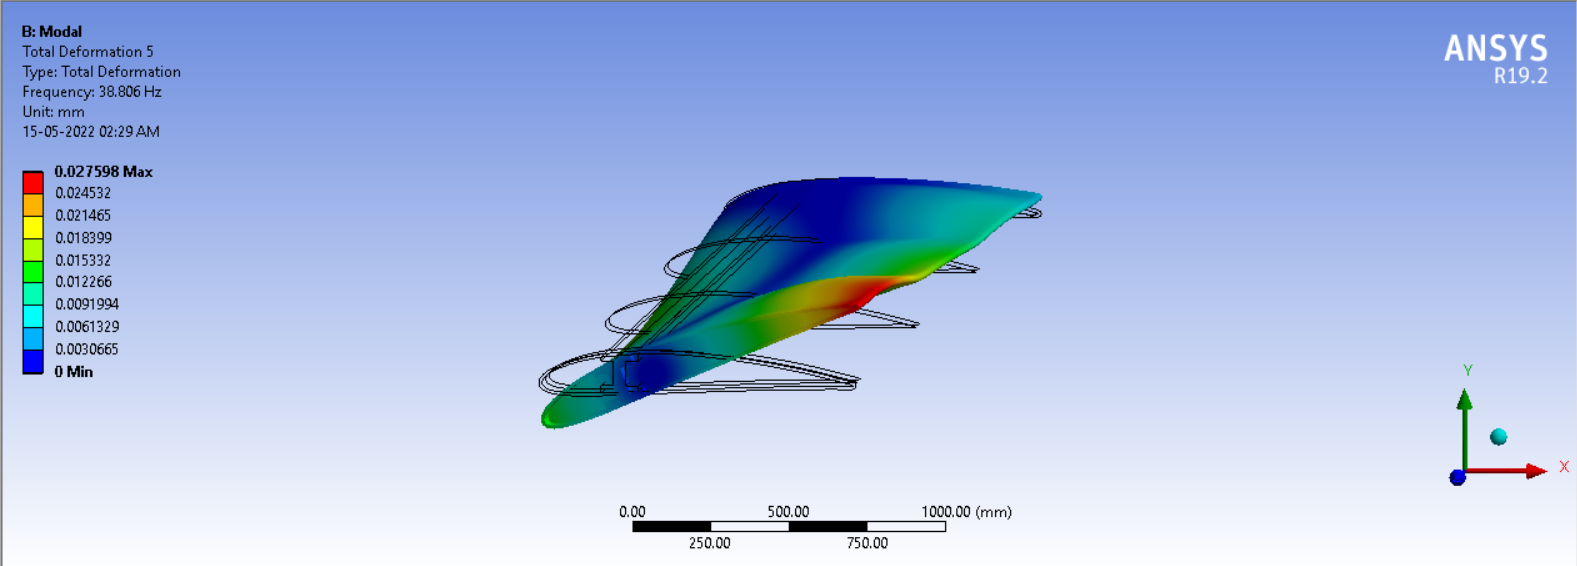 B: Modal
Total Deformation 5
Type: Total Deformation
Frequency: 38.806 Hz
Unit: mm
15-05-2022 02:29 AM
ANSYS
R19.2
0.027598 Max
0.024532
0.021465
0.018399
0.015332
0.012266
0.0091994
0.0061329
0.0030665
0 Min
Y
X
0.00 500.00 1000.00 (mm)
250.00 750.00